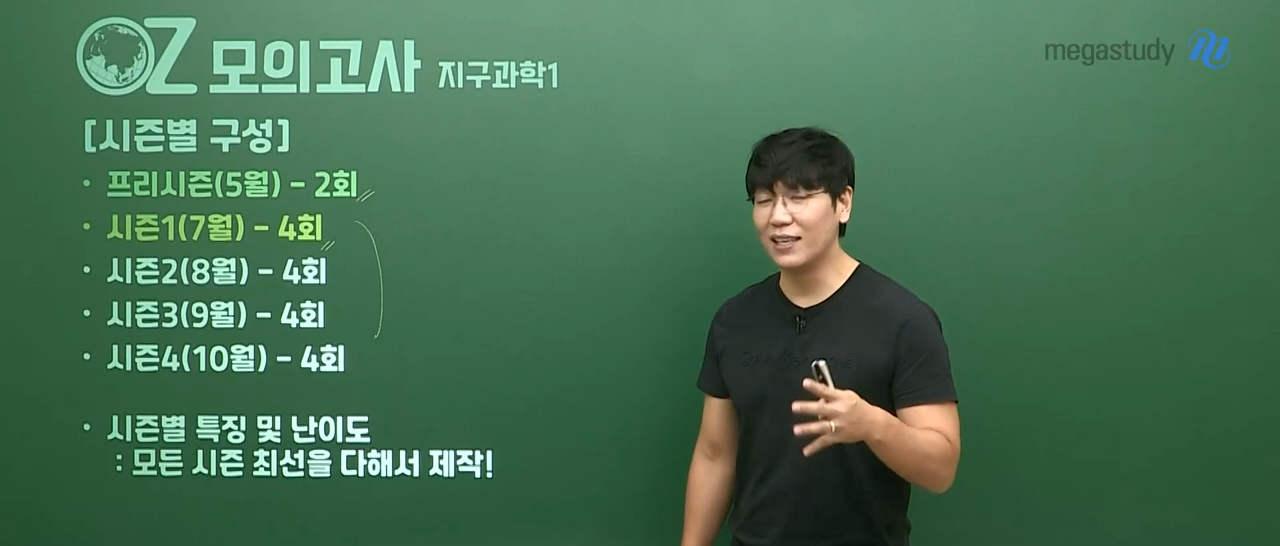 OZ 모의고사 지구과학1
megastudy
[시즌별 구성]
• 프리시즌(5월) - 2회
• 시즌1(7월) - 4회
• 시즌2(8월) - 4회
• 시즌3(9월) - 4회
• 시즌4(10월) - 4회
• 시즌별 특징 및 난이도
: 모든 시즌 최선을 다해서 제작!